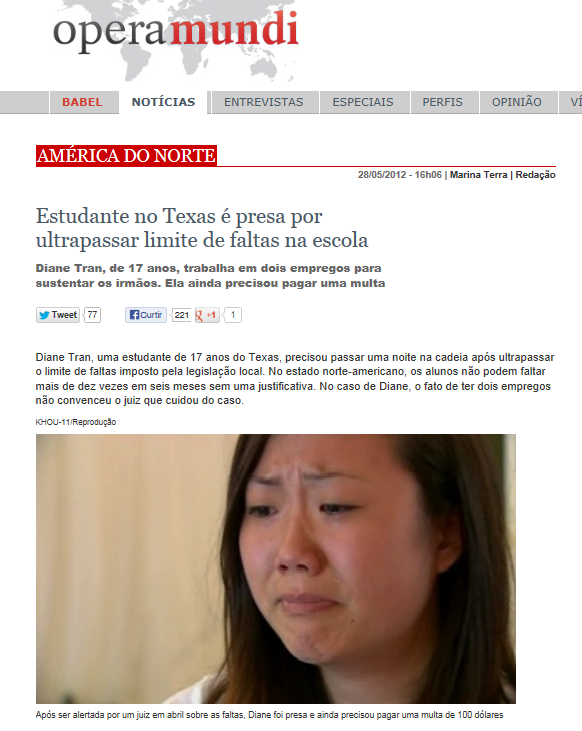 operamundi
BABEL NOTÍCIAS ENTREVISTAS ESPECIAIS PERFIS OPINIÃO VÍ
AMÉRICA DO NORTE
28/05/2012 - 16h06 | Marina Terra | Redação
Estudante no Texas é presa por
ultrapassar limite de faltas na escola
Diane Tran, de 17 anos, trabalha em dois empregos para
sustentar os irmãos. Ela ainda precisou pagar uma multa
Tweet 77 Curtir 221 +1 1
Diane Tran, uma estudante de 17 anos do Texas, precisou passar uma noite na cadeia após ultrapassar
o limite de faltas imposto pela legislação local. No estado norte-americano, os alunos não podem faltar
mais de dez vezes em seis meses sem uma justificativa. No caso de Diane, o fato de ter dois empregos
não convenceu o juiz que cuidou do caso.
KHOU-11/Reprodução
Após ser alertada por um juiz em abril sobre as faltas, Diane foi presa e ainda precisou pagar uma multa de 100 dólares